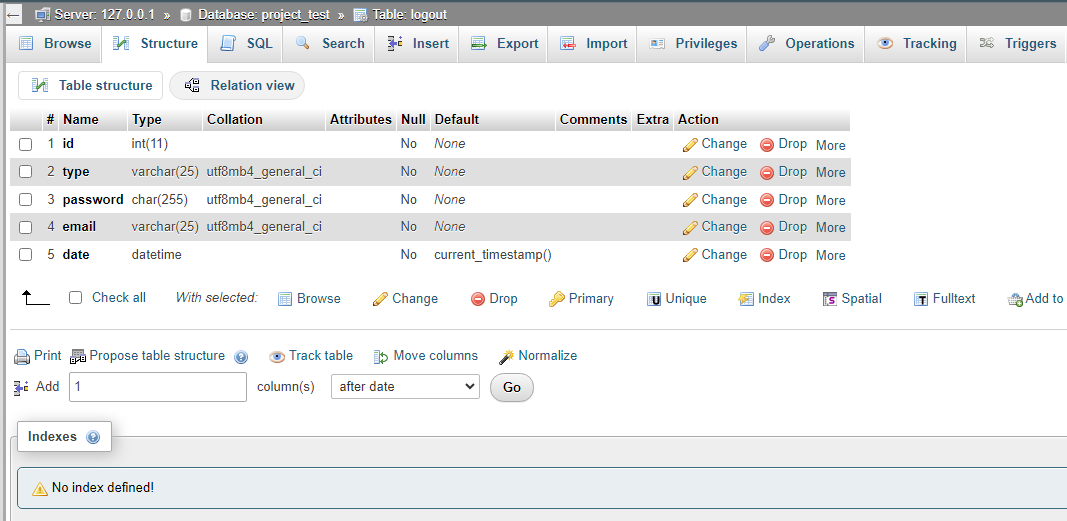 Server: 127.0.0.1 » Database: project_test » Table: logout
Browse Structure SQL Search Insert Export Import Privileges Operations Tracking Triggers
Table structure Relation view
# Name Type Collation Attributes Null Default Comments Extra Action
1 id int(11) No None Change Drop More
2 type varchar(25) utf8mb4_general_ci No None Change Drop More
3 password char(255) utf8mb4_general_ci No None Change Drop More
4 email varchar(25) utf8mb4_general_ci No None Change Drop More
5 date datetime No current_timestamp() Change Drop More
Check all With selected: Browse Change Drop Primary Unique Index Spatial Fulltext Add to
Print Propose table structure Track table Move columns Normalize
Add 1 column(s) after date Go
Indexes
No index defined!